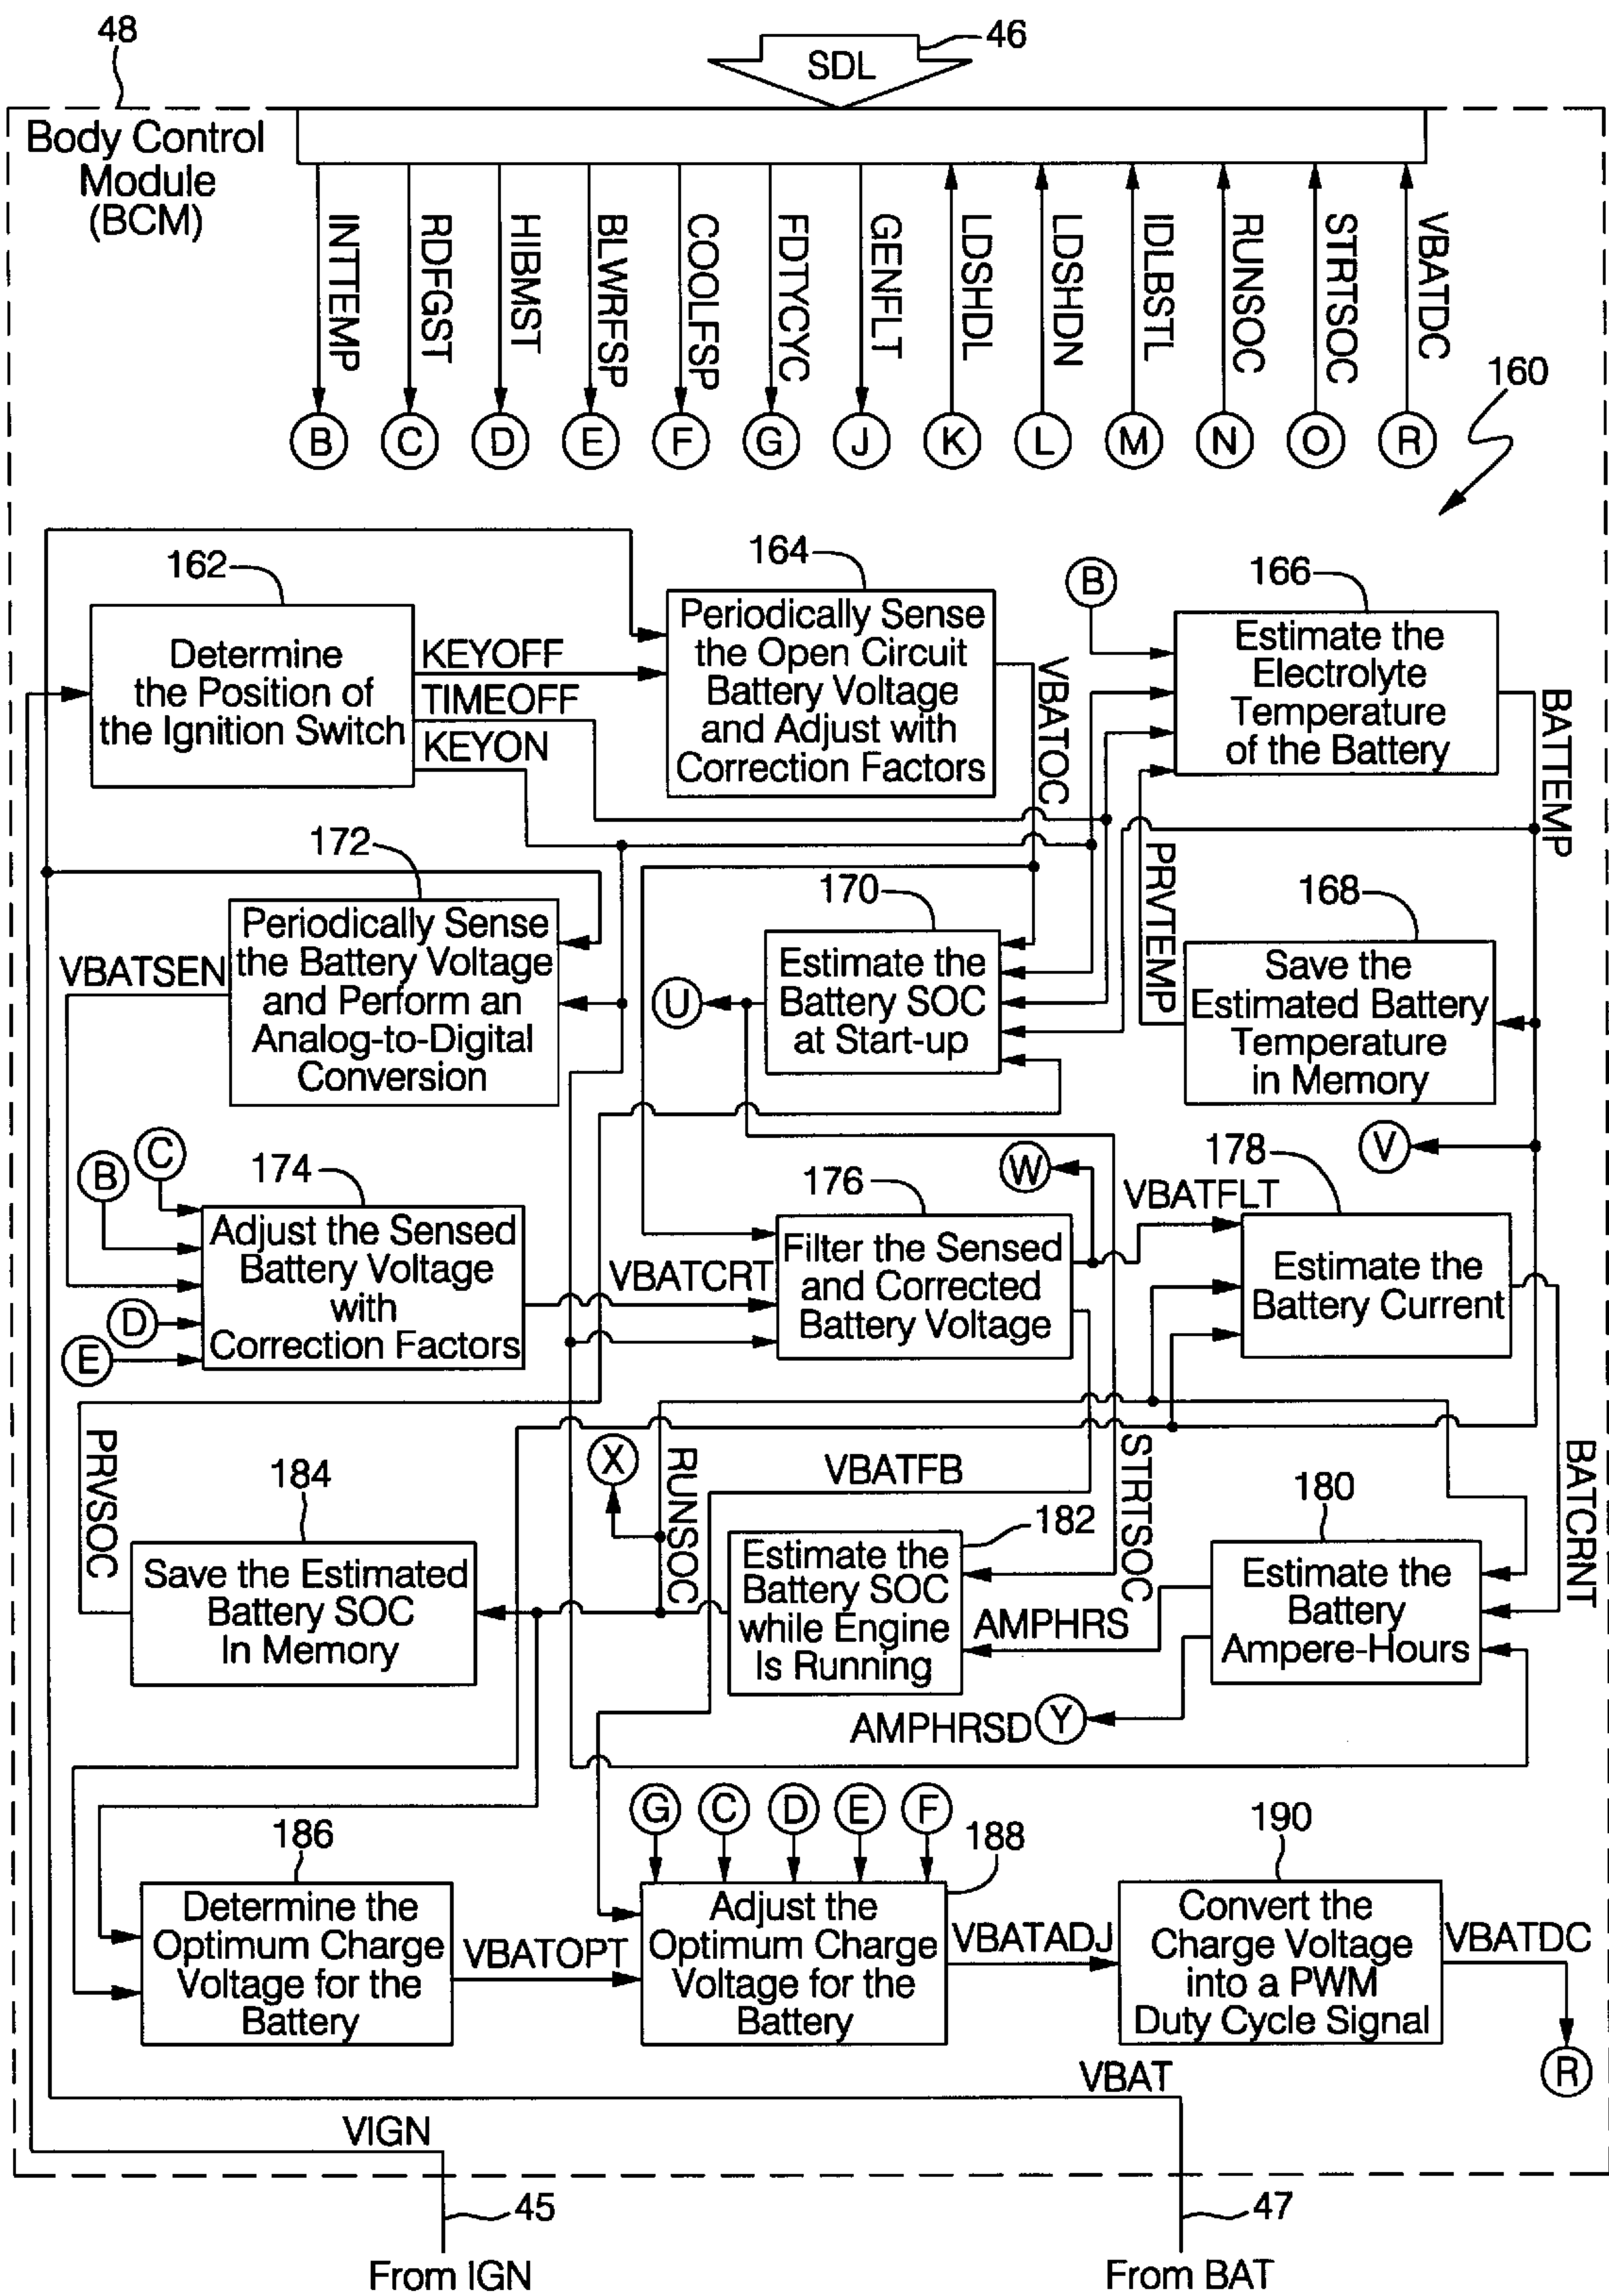 48
46
SDL
Body Control
Module
(BCM)
INTTEMP
RDFGST
HIBMST
BLWRFSP
COOLFSP
FDTYCYC
GENFLT
LDSHDL
LDSHDN
IDLBSTL
RUNSOC
STRTSOC
VBATDC
B
C
D
E
F
G
J
K
L
M
N
O
R
160
162
Determine
the Position of
the Ignition Switch
KEYOFF
TIMEOFF
KEYON
164
Periodically Sense
the Open Circuit
Battery Voltage
and Adjust with
Correction Factors
VBATOC
B
166
Estimate the
Electrolyte
Temperature
of the Battery
BATTEMP
172
Periodically Sense
the Battery Voltage
and Perform an
Analog-to-Digital
Conversion
VBATSEN
170
Estimate the
Battery SOC
at Start-up
U
PRVTEMP
168
Save the
Estimated Battery
Temperature
in Memory
V
C
B
D
E
174
Adjust the Sensed
Battery Voltage
with
Correction Factors
VBATCRT
176
Filter the Sensed
and Corrected
Battery Voltage
W
VBATFLT
178
Estimate the
Battery Current
PRVSOC
184
Save the Estimated
Battery SOC
In Memory
X
RUNSOC
VBATFB
182
Estimate the
Battery SOC
while Engine
Is Running
STRTSOC
AMPHRS
180
Estimate the
Battery
Ampere-Hours
BATCRNT
AMPHRSD
Y
186
Determine the
Optimum Charge
Voltage for the
Battery
VBATOPT
G
C
D
E
F
188
Adjust the
Optimum Charge
Voltage for the
Battery
VBATADJ
190
Convert the
Charge Voltage
into a PWM
Duty Cycle Signal
VBATDC
R
VBAT
VIGN
45
47
From IGN
From BAT